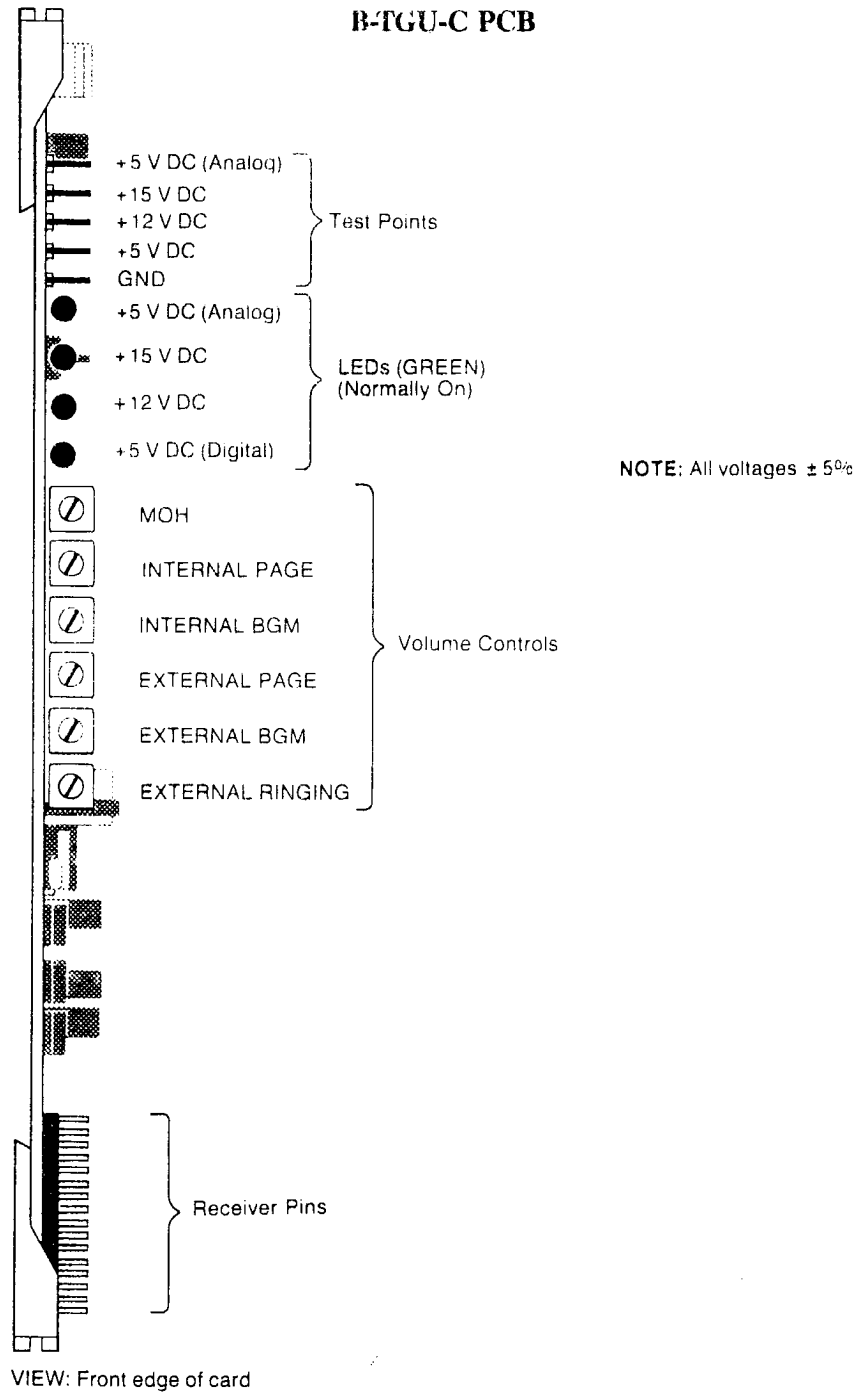 B-TGU-C PCB
+5 V DC (Analog)
+15 V DC
+12 V DC
+5 V DC
GND
Test Points
+5 V DC (Analog)
+15 V DC
+12 V DC
+5 V DC (Digital)
LEDs (GREEN)
(Normally On)
NOTE: All voltages ± 5%
MOH
INTERNAL PAGE
INTERNAL BGM
EXTERNAL PAGE
EXTERNAL BGM
EXTERNAL RINGING
Volume Controls
Receiver Pins
VIEW: Front edge of card